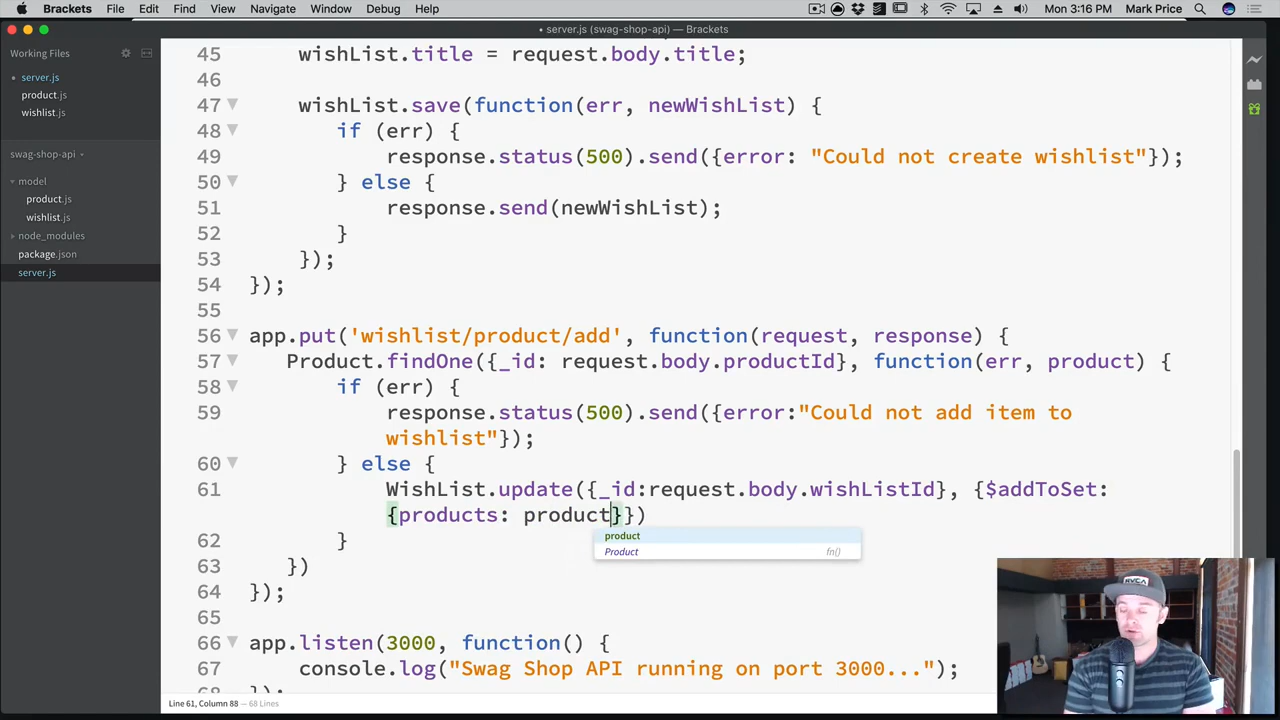 Brackets File Edit Find View Navigate Window Debug Help Mon 3:16 PM Mark Price
• server.js (swag-shop-api) — Brackets
Working Files
server.js
product.js
wishlist.js
swag-shop-api
model
product.js
wishlist.js
node_modules
package.json
server.js
45 wishList.title = request.body.title;
46
47 wishList.save(function(err, newWishList) {
48 if (err) {
49 response.status(500).send({error: "Could not create wishlist"});
50 } else {
51 response.send(newWishList);
52 }
53 });
54 });
55
56 app.put('wishlist/product/add', function(request, response) {
57 Product.findOne({_id: request.body.productId}, function(err, product) {
58 if (err) {
59 response.status(500).send({error:"Could not add item to
wishlist"});
60 } else {
61 WishList.update({_id:request.body.wishListId}, {$addToSet:
{products: product}})
product
Product fn()
62 }
63 })
64 });
65
66 app.listen(3000, function() {
67 console.log("Swag Shop API running on port 3000...");
68 });
Line 61, Column 88 — 68 Lines
RVCA